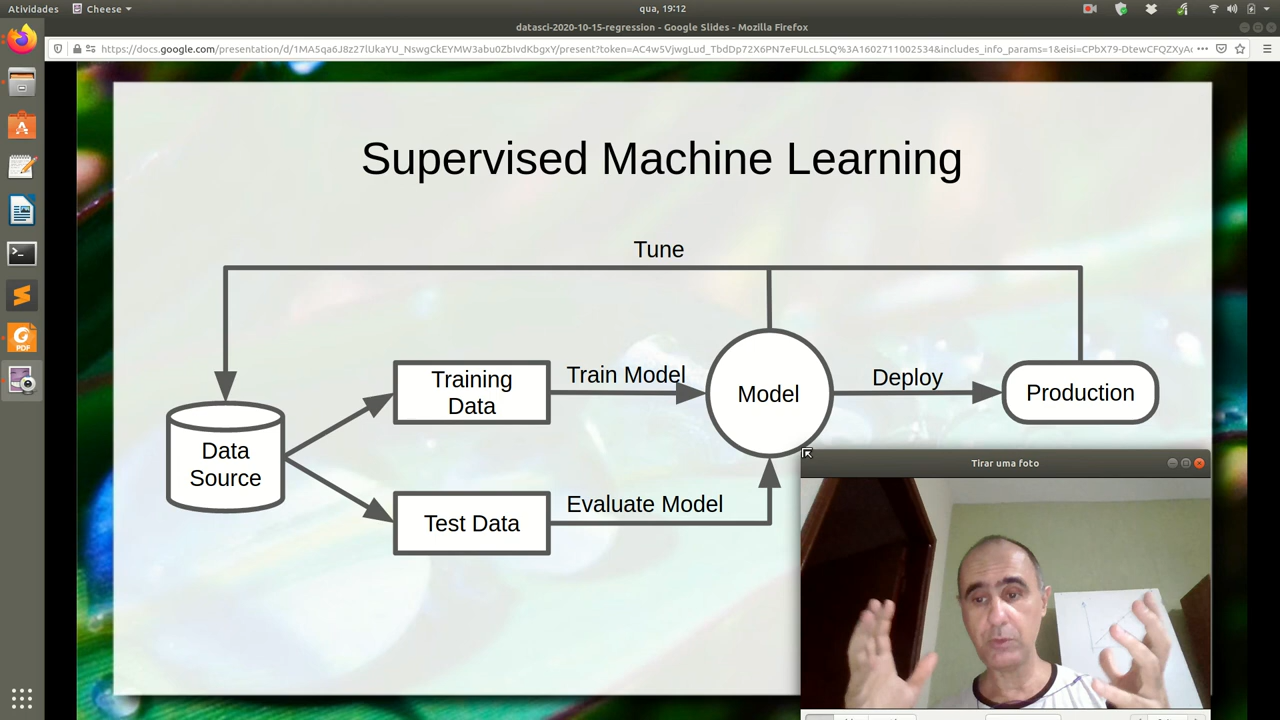 Atividades
Cheese
qua, 19:12
datasci-2020-10-15-regression - Google Slides - Mozilla Firefox
Supervised Machine Learning
Tune
Training
Data
Train Model
Model
Deploy
Production
Data
Source
Test Data
Evaluate Model
Tirar uma foto
PDF